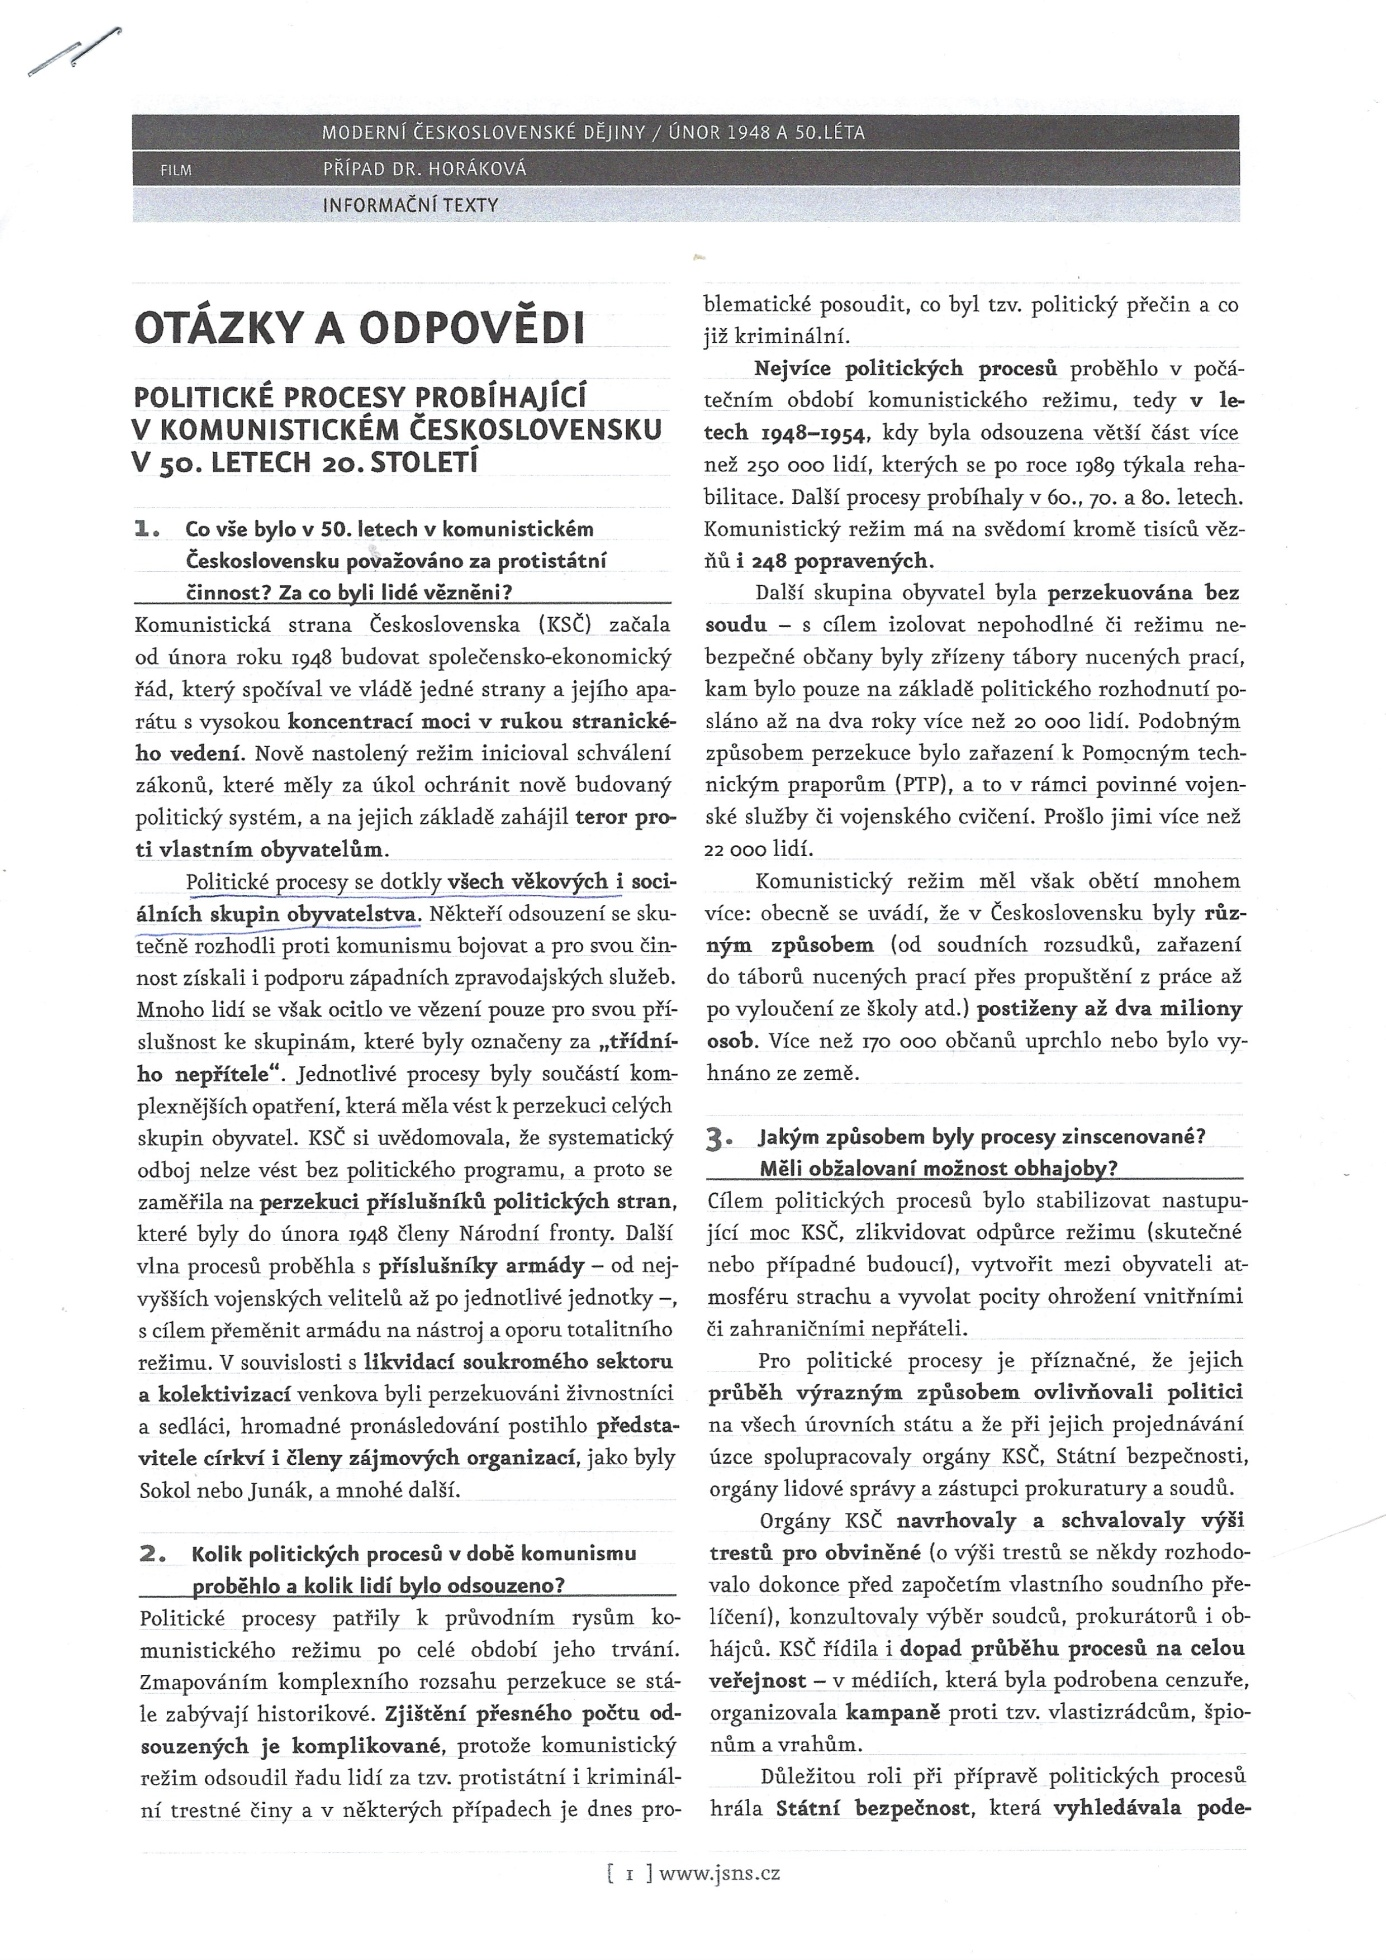 MODERNÍ ČESKOSLOVENSKÉ DĚJINY / ÚNOR 1948 A 50.LÉTA
FILM PŘÍPAD DR. HORÁKOVÁ
INFORMAČNÍ TEXTY
OTÁZKY A ODPOVĚDI
POLITICKÉ PROCESY PROBÍHAJÍCÍ
V KOMUNISTICKÉM ČESKOSLOVENSKU
V 50. LETECH 20. STOLETÍ
1. Co vše bylo v 50. letech v komunistickém
Československu považováno za protistátní
činnost? Za co byli lidé vězněni?
Komunistická strana Československa (KSČ) začala
od února roku 1948 budovat společensko-ekonomický
řád, který spočíval ve vládě jedné strany a jejího apa-
rátu s vysokou koncentrací moci v rukou stranické-
ho vedení. Nově nastolený režim inicioval schválení
zákonů, které měly za úkol ochránit nově budovaný
politický systém, a na jejich základě zahájil teror pro-
ti vlastním obyvatelům.
Politické procesy se dotkly všech věkových i soci-
álních skupin obyvatelstva. Někteří odsouzení se sku-
tečně rozhodli proti komunismu bojovat a pro svou čin-
nost získali i podporu západních zpravodajských služeb.
Mnoho lidí se však ocitlo ve vězení pouze pro svou pří-
slušnost ke skupinám, které byly označeny za „třídní-
ho nepřítele“. Jednotlivé procesy byly součástí kom-
plexnějších opatření, která měla vést k perzekuci celých
skupin obyvatel. KSČ si uvědomovala, že systematický
odboj nelze vést bez politického programu, a proto se
zaměřila na perzekuci příslušníků politických stran,
které byly do února 1948 členy Národní fronty. Další
vlna procesů proběhla s příslušníky armády – od nej-
vyšších vojenských velitelů až po jednotlivé jednotky –,
s cílem přeměnit armádu na nástroj a oporu totalitního
režimu. V souvislosti s likvidací soukromého sektoru
a kolektivizací venkova byli perzekuováni živnostníci
a sedláci, hromadné pronásledování postihlo předsta-
vitele církví i členy zájmových organizací, jako byly
Sokol nebo Junák, a mnohé další.
2. Kolik politických procesů v době komunismu
proběhlo a kolik lidí bylo odsouzeno?
Politické procesy patřily k průvodním rysům ko-
munistického režimu po celé období jeho trvání.
Zmapováním komplexního rozsahu perzekuce se stá-
le zabývají historikové. Zjištění přesného počtu od-
souzených je komplikované, protože komunistický
režim odsoudil řadu lidí za tzv. protistátní i kriminál-
ní trestné činy a v některých případech je dnes pro-
blematické posoudit, co byl tzv. politický přečin a co
již kriminální.
Nejvíce politických procesů proběhlo v počá-
tečním období komunistického režimu, tedy v le-
tech 1948–1954, kdy byla odsouzena větší část více
než 250 000 lidí, kterých se po roce 1989 týkala reha-
bilitace. Další procesy probíhaly v 60., 70. a 80. letech.
Komunistický režim má na svědomí kromě tisíců věz-
ňů i 248 popravených.
Další skupina obyvatel byla perzekuována bez
soudu – s cílem izolovat nepohodlné či režimu ne-
bezpečné občany byly zřízeny tábory nucených prací,
kam bylo pouze na základě politického rozhodnutí po-
sláno až na dva roky více než 20 000 lidí. Podobným
způsobem perzekuce bylo zařazení k Pomocným tech-
nickým praporům (PTP), a to v rámci povinné vojen-
ské služby či vojenského cvičení. Prošlo jimi více než
22 000 lidí.
Komunistický režim měl však obětí mnohem
více: obecně se uvádí, že v Československu byly růz-
ným způsobem (od soudních rozsudků, zařazení
do táborů nucených prací přes propuštění z práce až
po vyloučení ze školy atd.) postiženy až dva miliony
osob. Více než 170 000 občanů uprchlo nebo bylo vy-
hnáno ze země.
3. Jakým způsobem byly procesy zinscenované?
Měli obžalovaní možnost obhajoby?
Cílem politických procesů bylo stabilizovat nastupu-
jící moc KSČ, zlikvidovat odpůrce režimu (skutečné
nebo případné budoucí), vytvořit mezi obyvateli at-
mosféru strachu a vyvolat pocity ohrožení vnitřními
či zahraničními nepřáteli.
Pro politické procesy je příznačné, že jejich
průběh výrazným způsobem ovlivňovali politici
na všech úrovních státu a že při jejich projednávání
úzce spolupracovaly orgány KSČ, Státní bezpečnosti,
orgány lidové správy a zástupci prokuratury a soudů.
Orgány KSČ navrhovaly a schvalovaly výši
trestů pro obviněné (o výši trestů se někdy rozhodo-
valo dokonce před započetím vlastního soudního pře-
líčení), konzultovaly výběr soudců, prokurátorů i ob-
hájců. KSČ řídila i dopad průběhu procesů na celou
veřejnost – v médiích, která byla podrobena cenzuře,
organizovala kampaně proti tzv. vlastizrádcům, špio-
nům a vrahům.
Důležitou roli při přípravě politických procesů
hrála Státní bezpečnost, která vyhledávala pode-
[ 1 ] www.jsns.cz